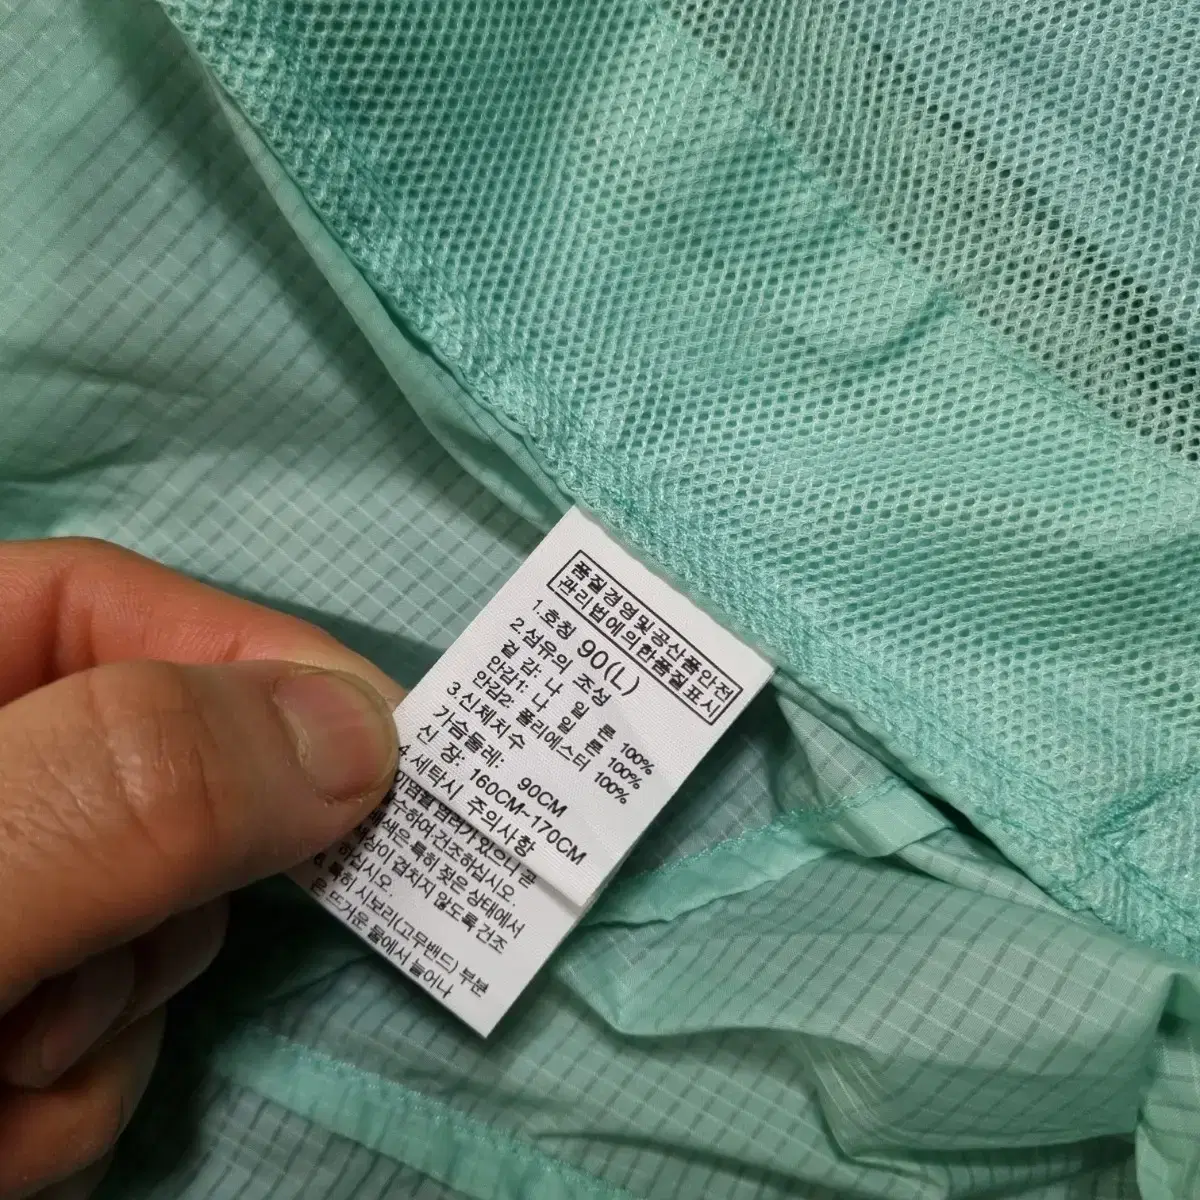 품질경영및공산품안전
관리법에의한품질표시
1.호칭 90(L)
2 섬유의 조성
겉 감: 나 일 론 100%
안감1: 나 일 론 100%
안감2: 폴리에스터 100%
3.신체치수
가슴둘레: 90CM
신 장: 160CM-170CM
4.세탁시 주의사항
건조하십시오.
배색은 특히 젖은 상태에서
색상이 겹치지 않도록 건조
하십시오.
6. 특히 시보리(고무밴드) 부분
은 뜨거운 물에서 늘어나